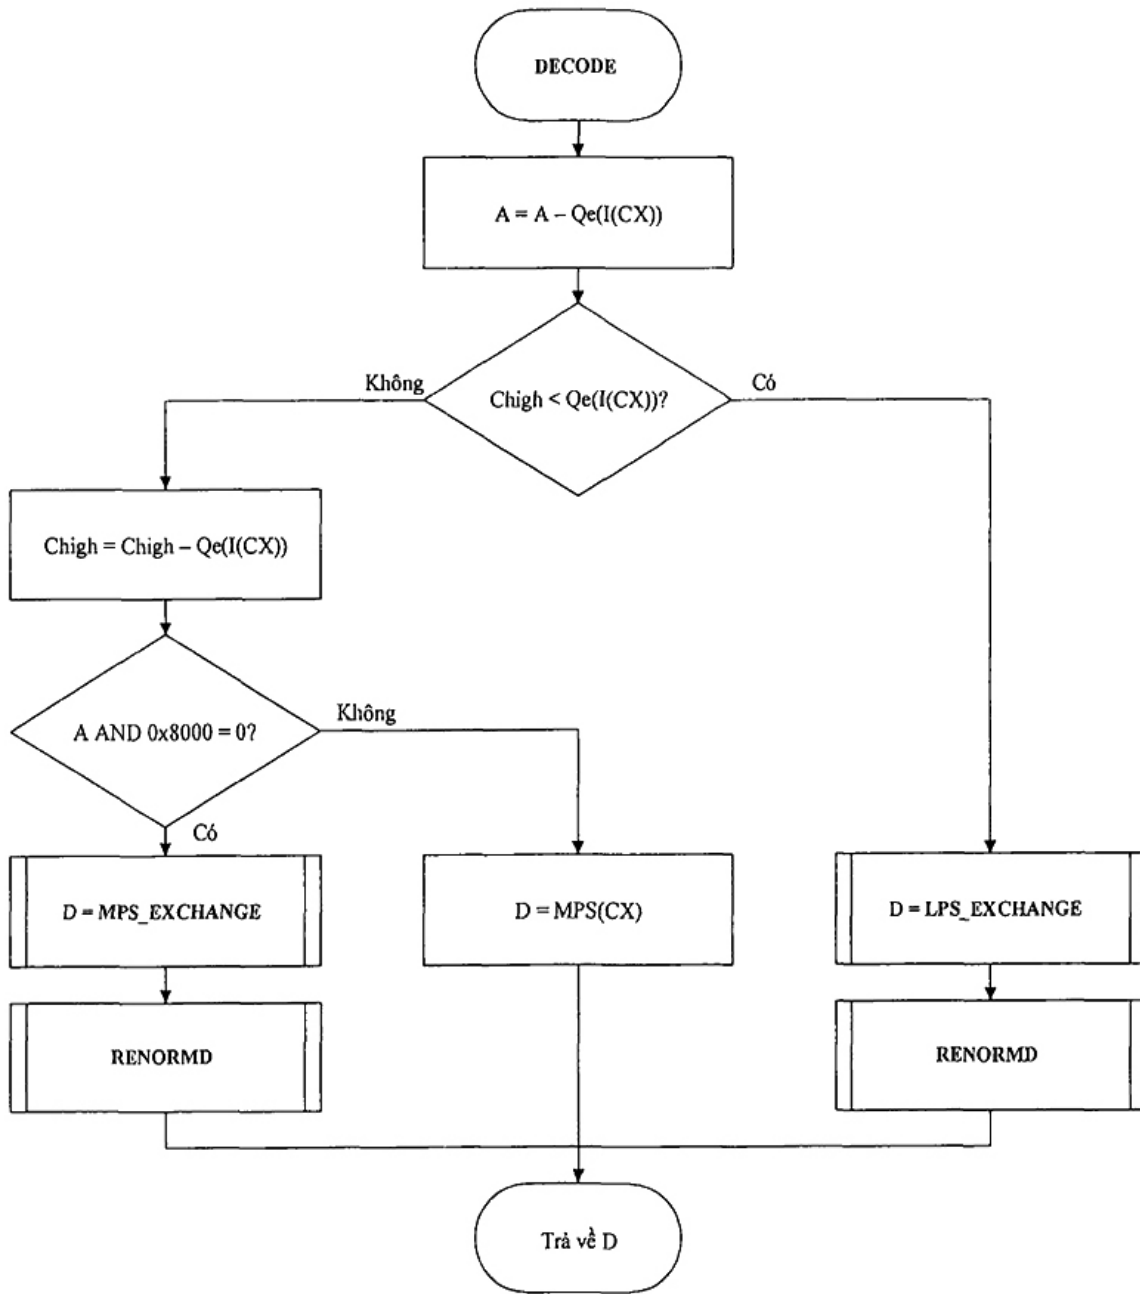 DECODE
A = A – Qe(I(CX))
Chigh < Qe(I(CX))?
Không
Có
Chigh = Chigh – Qe(I(CX))
A AND 0x8000 = 0?
Không
Có
D = MPS_EXCHANGE
D = MPS(CX)
D = LPS_EXCHANGE
RENORMD
RENORMD
Trả về D